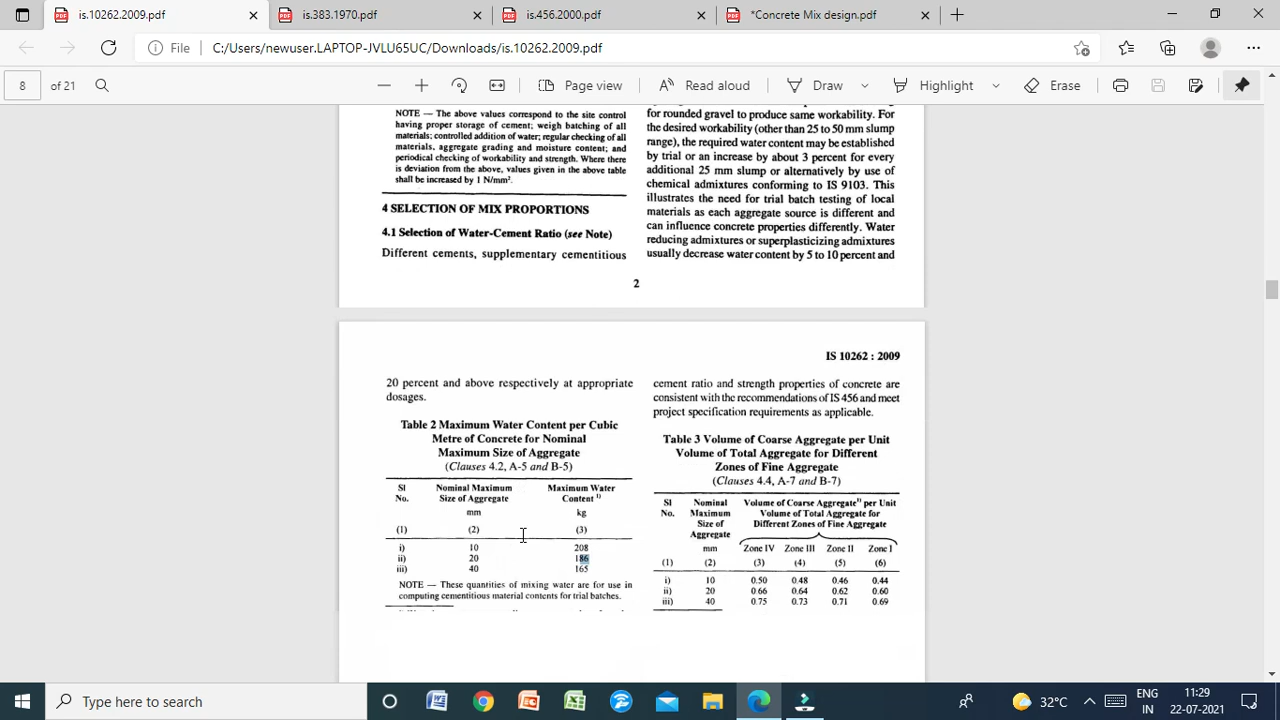 is.10262.2009.pdf
is.383.1970.pdf
is.456.2000.pdf
*Concrete Mix design.pdf
File
C:/Users/newuser.LAPTOP-JVLU65UC/Downloads/is.10262.2009.pdf
8 of 21
Page view
Read aloud
Draw
Highlight
Erase
NOTE — The above values correspond to the site control
having proper storage of cement; weigh batching of all
materials; controlled addition of water; regular checking of all
materials, aggregate grading and moisture content; and
periodical checking of workability and strength. Where there
is deviation from the above, values given in the above table
shall be increased by 1 N/mm².
4 SELECTION OF MIX PROPORTIONS
4.1 Selection of Water-Cement Ratio (see Note)
Different cements, supplementary cementitious
for rounded gravel to produce same workability. For
the desired workability (other than 25 to 50 mm slump
range), the required water content may be established
by trial or an increase by about 3 percent for every
additional 25 mm slump or alternatively by use of
chemical admixtures conforming to IS 9103. This
illustrates the need for trial batch testing of local
materials as each aggregate source is different and
can influence concrete properties differently. Water
reducing admixtures or superplasticizing admixtures
usually decrease water content by 5 to 10 percent and
2
IS 10262 : 2009
20 percent and above respectively at appropriate
dosages.
Table 2 Maximum Water Content per Cubic
Metre of Concrete for Nominal
Maximum Size of Aggregate
(Clauses 4.2, A-5 and B-5)
Sl Nominal Maximum Maximum Water
No. Size of Aggregate Content ¹⁾
mm kg
(1) (2) (3)
i) 10 208
ii) 20 186
iii) 40 165
NOTE — These quantities of mixing water are for use in
computing cementitious material contents for trial batches.
cement ratio and strength properties of concrete are
consistent with the recommendations of IS 456 and meet
project specification requirements as applicable.
Table 3 Volume of Coarse Aggregate per Unit
Volume of Total Aggregate for Different
Zones of Fine Aggregate
(Clauses 4.4, A-7 and B-7)
Sl Nominal Volume of Coarse Aggregate¹⁾ per Unit
No. Maximum Volume of Total Aggregate for
Size of Different Zones of Fine Aggregate
Aggregate
mm Zone IV Zone III Zone II Zone I
(1) (2) (3) (4) (5) (6)
i) 10 0.50 0.48 0.46 0.44
ii) 20 0.66 0.64 0.62 0.60
iii) 40 0.75 0.73 0.71 0.69
Type here to search
32°C
ENG
IN
11:29
22-07-2021